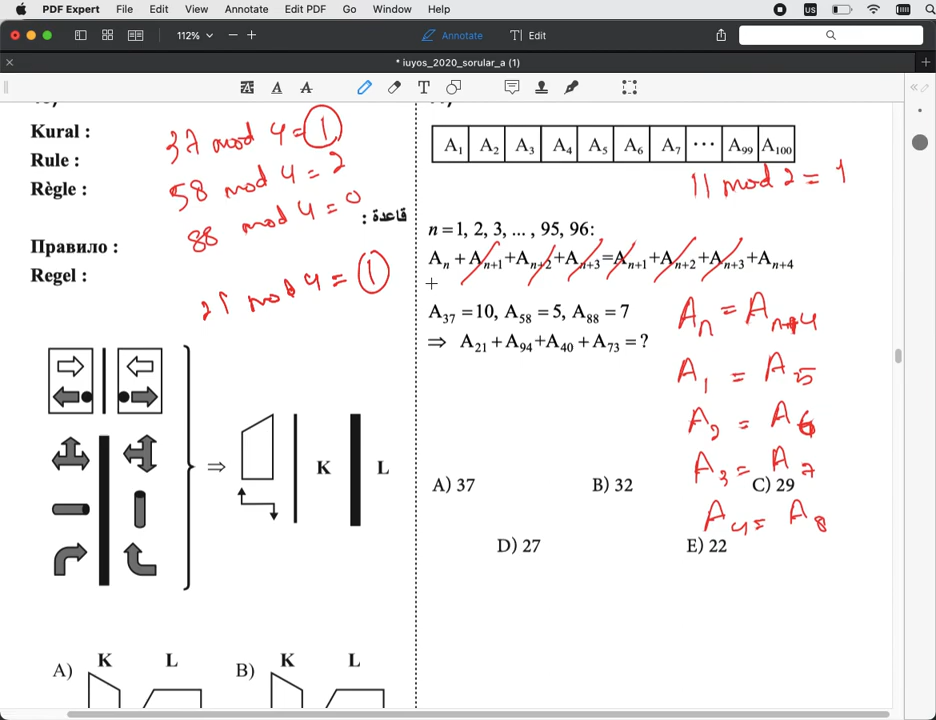 PDF Expert File Edit View Annotate Edit PDF Go Window Help US
112% Annotate T Edit
* iuyos_2020_sorular_a (1)
A A A T
Kural :
Rule :
Règle :
قاعدة :
Правило :
Regel :
37 mod 4 = 1
58 mod 4 = 2
88 mod 4 = 0
21 mod 4 = 1
⇒ K L
A) K L B) K L
A₁ A₂ A₃ A₄ A₅ A₆ A₇ ⋯ A₉₉ A₁₀₀
11 mod 2 = 1
n = 1, 2, 3, ... , 95, 96:
Aₙ + Aₙ₊₁ + Aₙ₊₂ + Aₙ₊₃ = Aₙ₊₁ + Aₙ₊₂ + Aₙ₊₃ + Aₙ₊₄
A₃₇ = 10, A₅₈ = 5, A₈₈ = 7
⇒ A₂₁ + A₉₄ + A₄₀ + A₇₃ = ?
Aₙ = Aₙ₊₄
A₁ = A₅
A₂ = A₆
A₃ = A₇
A₄ = A₈
A) 37 B) 32 C) 29
D) 27 E) 22